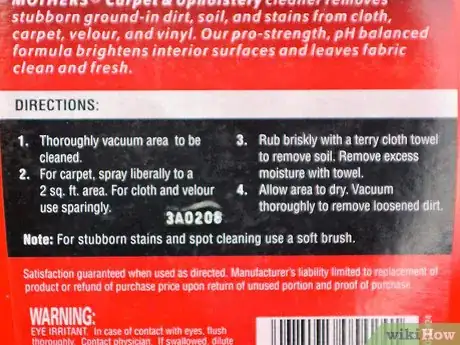 MOTHERS® Carpet & Upholstery cleaner removes
stubborn ground-in dirt, soil, and stains from cloth,
carpet, velour, and vinyl. Our pro-strength, pH balanced
formula brightens interior surfaces and leaves fabric
clean and fresh.
DIRECTIONS:
1. Thoroughly vacuum area to be
cleaned.
2. For carpet, spray liberally to a
2 sq. ft. area. For cloth and velour
use sparingly.
3. Rub briskly with a terry cloth towel
to remove soil. Remove excess
moisture with towel.
4. Allow area to dry. Vacuum
thoroughly to remove loosened dirt.
3A0208
Note: For stubborn stains and spot cleaning use a soft brush.
Satisfaction guaranteed when used as directed. Manufacturer's liability limited to replacement of
product or refund of purchase price upon return of unused portion and proof of purchase.
WARNING:
EYE IRRITANT. In case of contact with eyes, flush
thoroughly. Contact physician. If swallowed, dilute
wikiHow